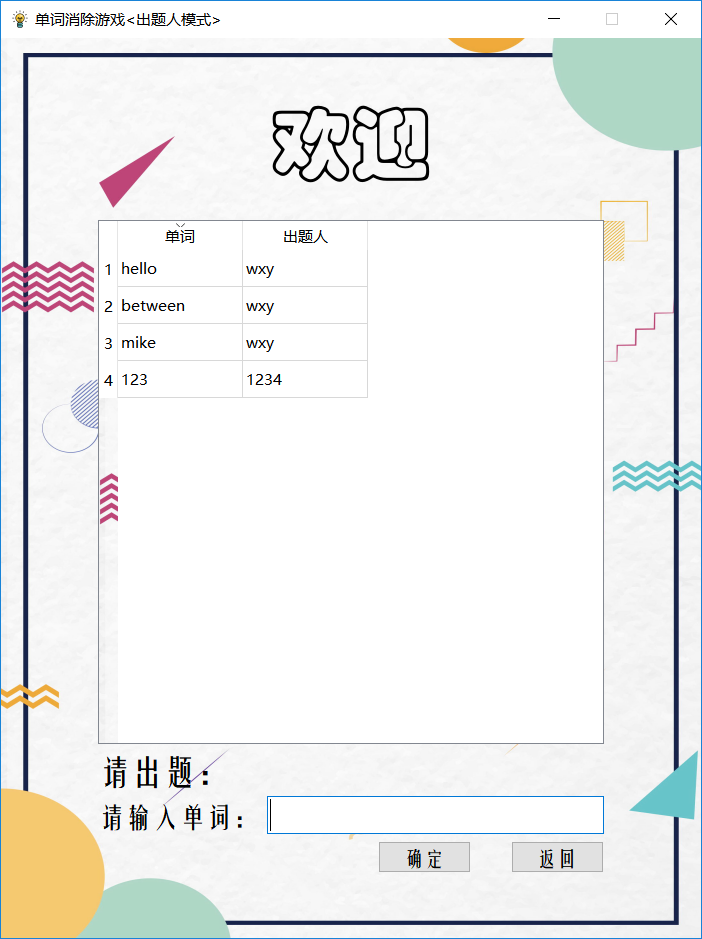 单词消除游戏<出题人模式>
欢迎
单词 出题人
1 hello wxy
2 between wxy
3 mike wxy
4 123 1234
请出题：
请输入单词：
确定 返回